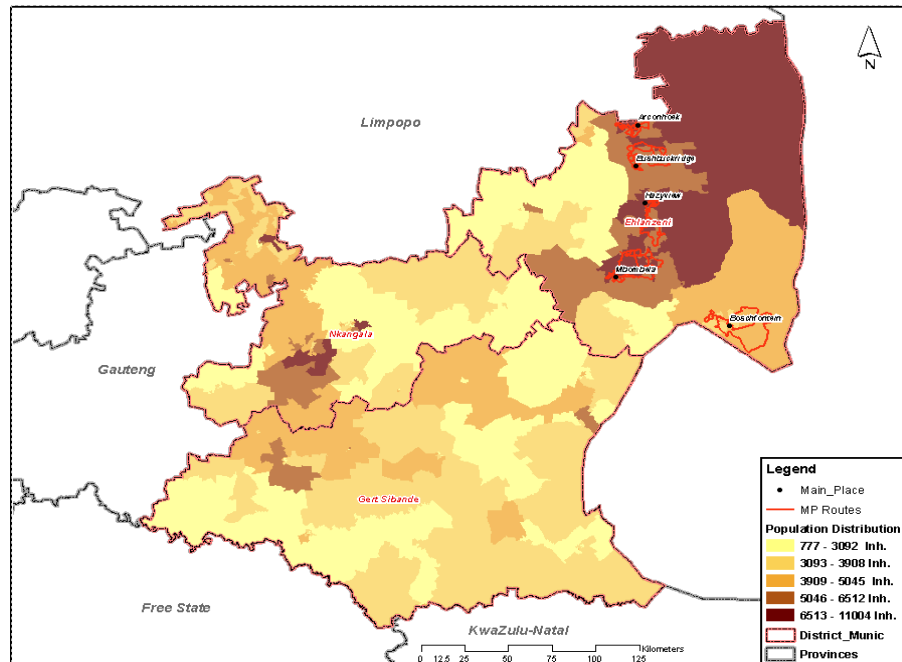 N
Limpopo
Arconhoek
Bushbuckridge
Hazyview
Ehlanzeni
Mbombela
Boschfontein
Nkangala
Gauteng
Gert Sibande
Free State
KwaZulu-Natal
Kilometers
0 12.5 25 50 75 100 125
Legend
Main_Place
MP Routes
Population Distribution
777 - 3092 Inh.
3093 - 3908 Inh.
3909 - 5045 Inh.
5046 - 6512 Inh.
6513 - 11004 Inh.
District_Munic
Provinces